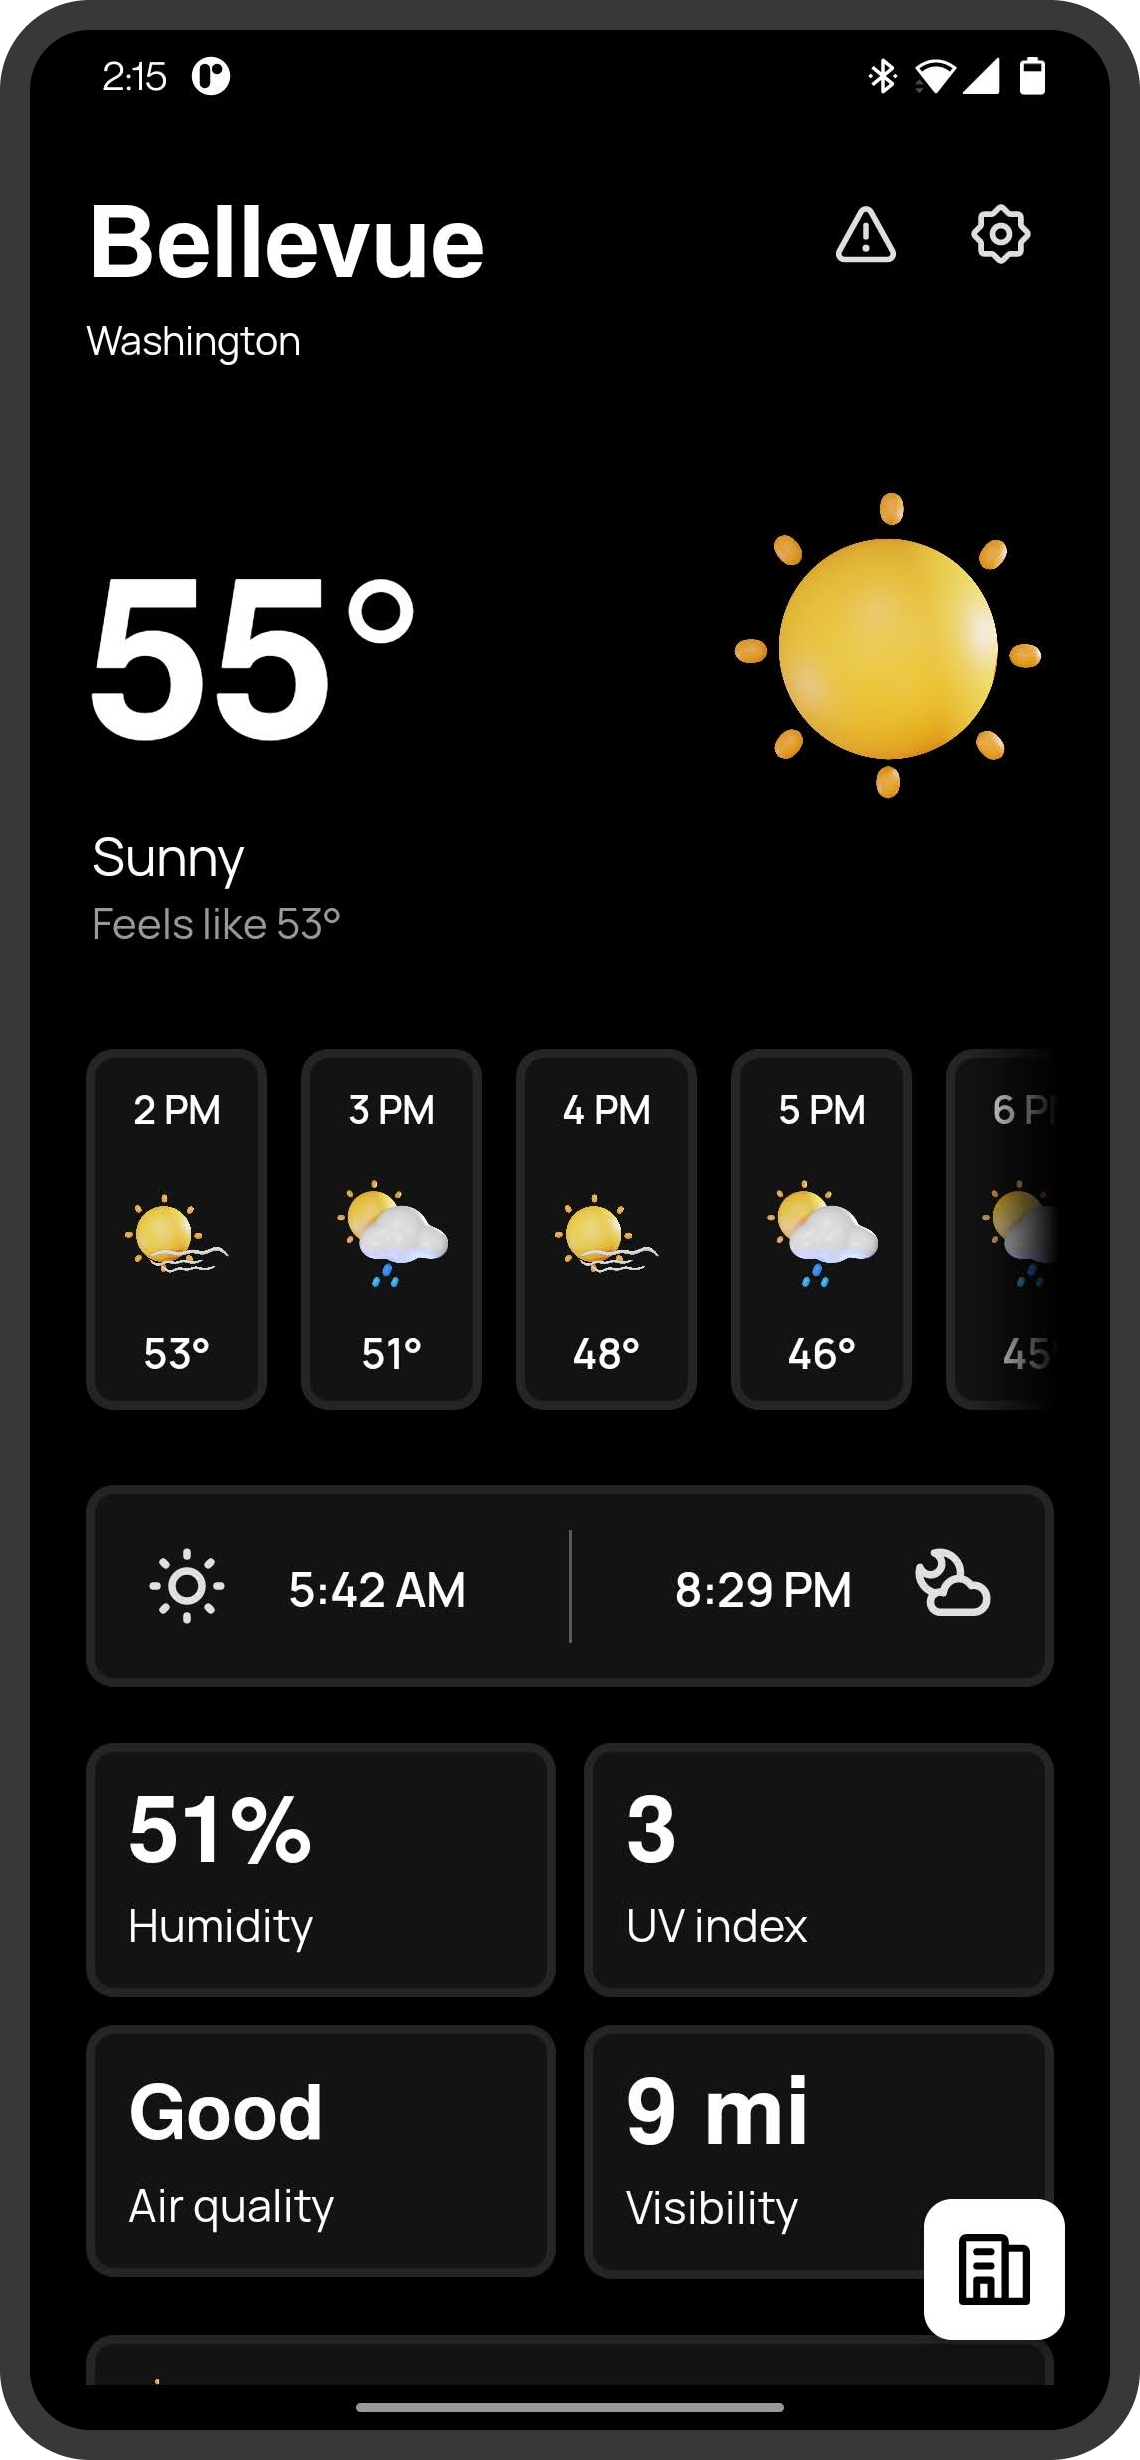 2:15
Bellevue
Washington
55°
Sunny
Feels like 53°
2 PM 3 PM 4 PM 5 PM 6 P
53° 51° 48° 46° 45°
5:42 AM 8:29 PM
51% 3
Humidity UV index
Good 9 mi
Air quality Visibility